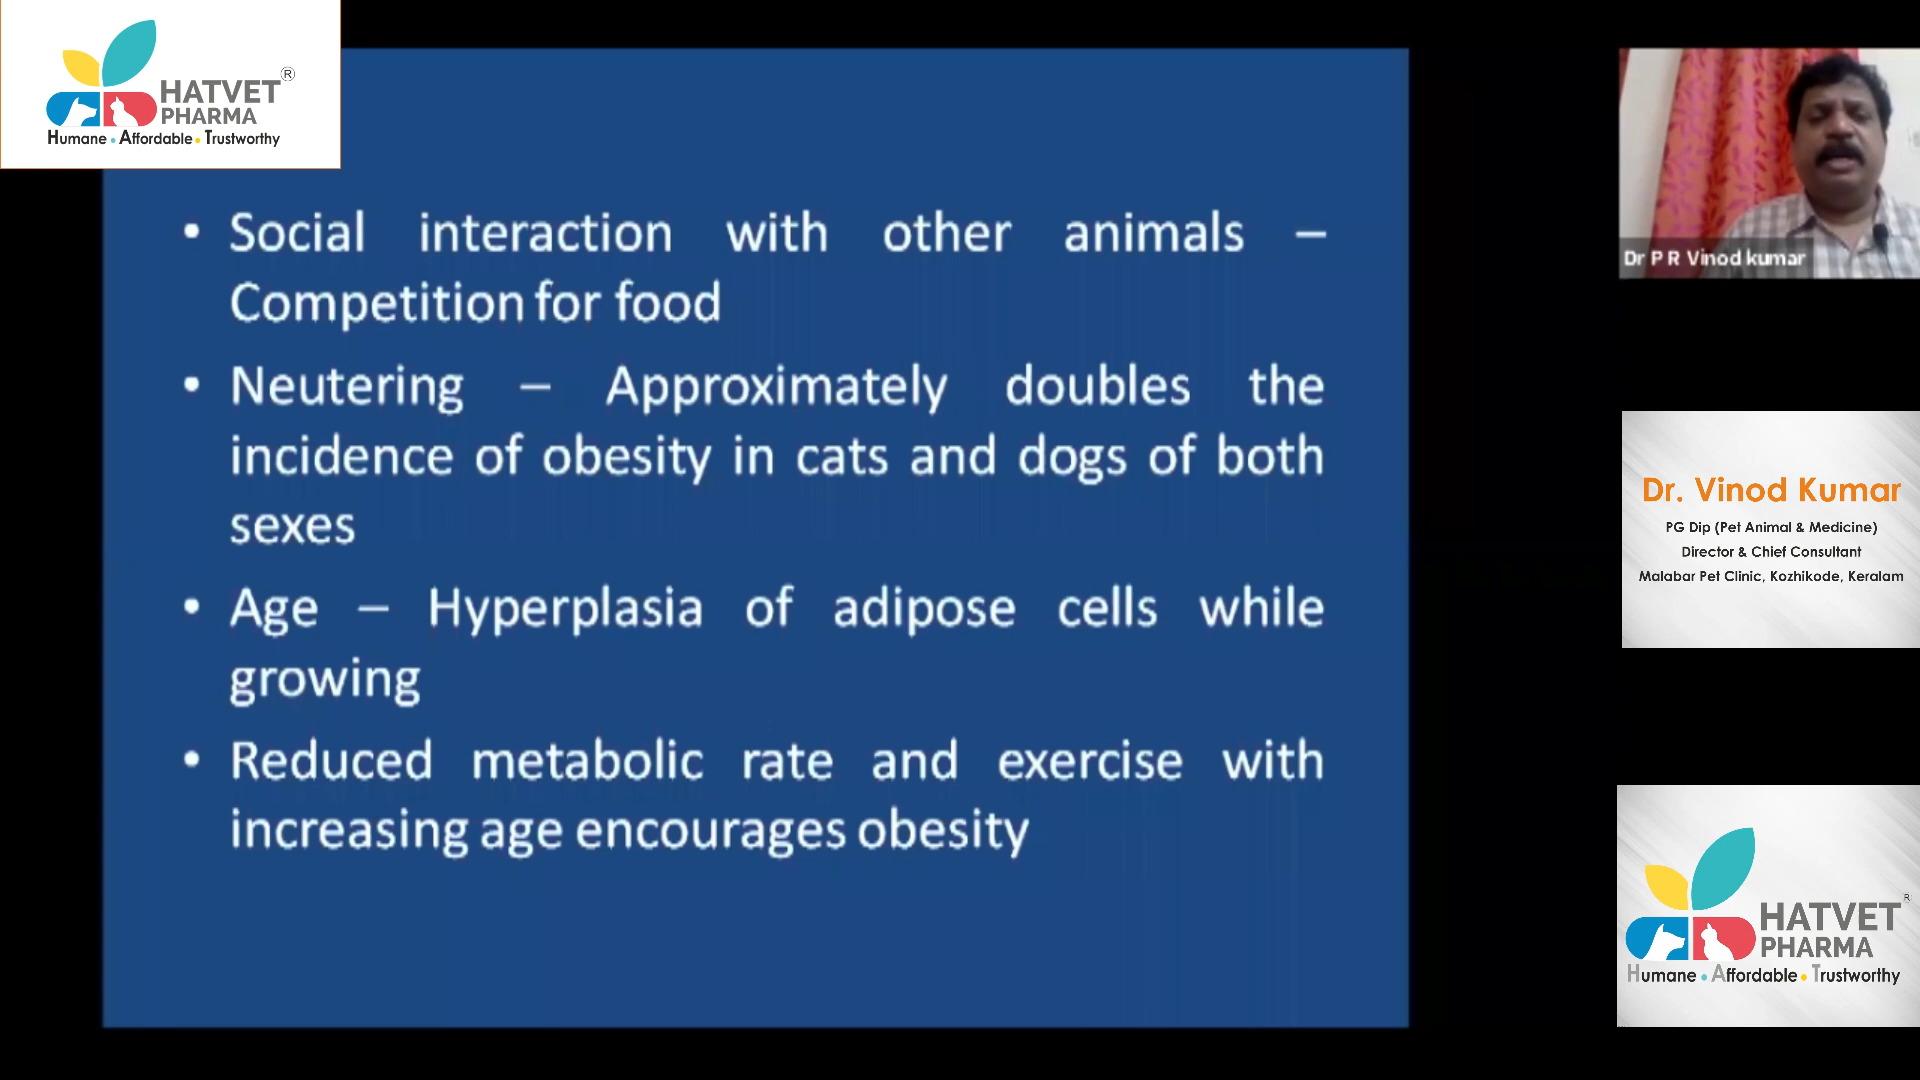 HATVET®
PHARMA
Humane • Affordable • Trustworthy
• Social interaction with other animals –
Competition for food
• Neutering – Approximately doubles the
incidence of obesity in cats and dogs of both
sexes
• Age – Hyperplasia of adipose cells while
growing
• Reduced metabolic rate and exercise with
increasing age encourages obesity
Dr P R Vinod kumar
Dr. Vinod Kumar
PG Dip (Pet Animal & Medicine)
Director & Chief Consultant
Malabar Pet Clinic, Kozhikode, Keralam
HATVET®
PHARMA
Humane • Affordable • Trustworthy